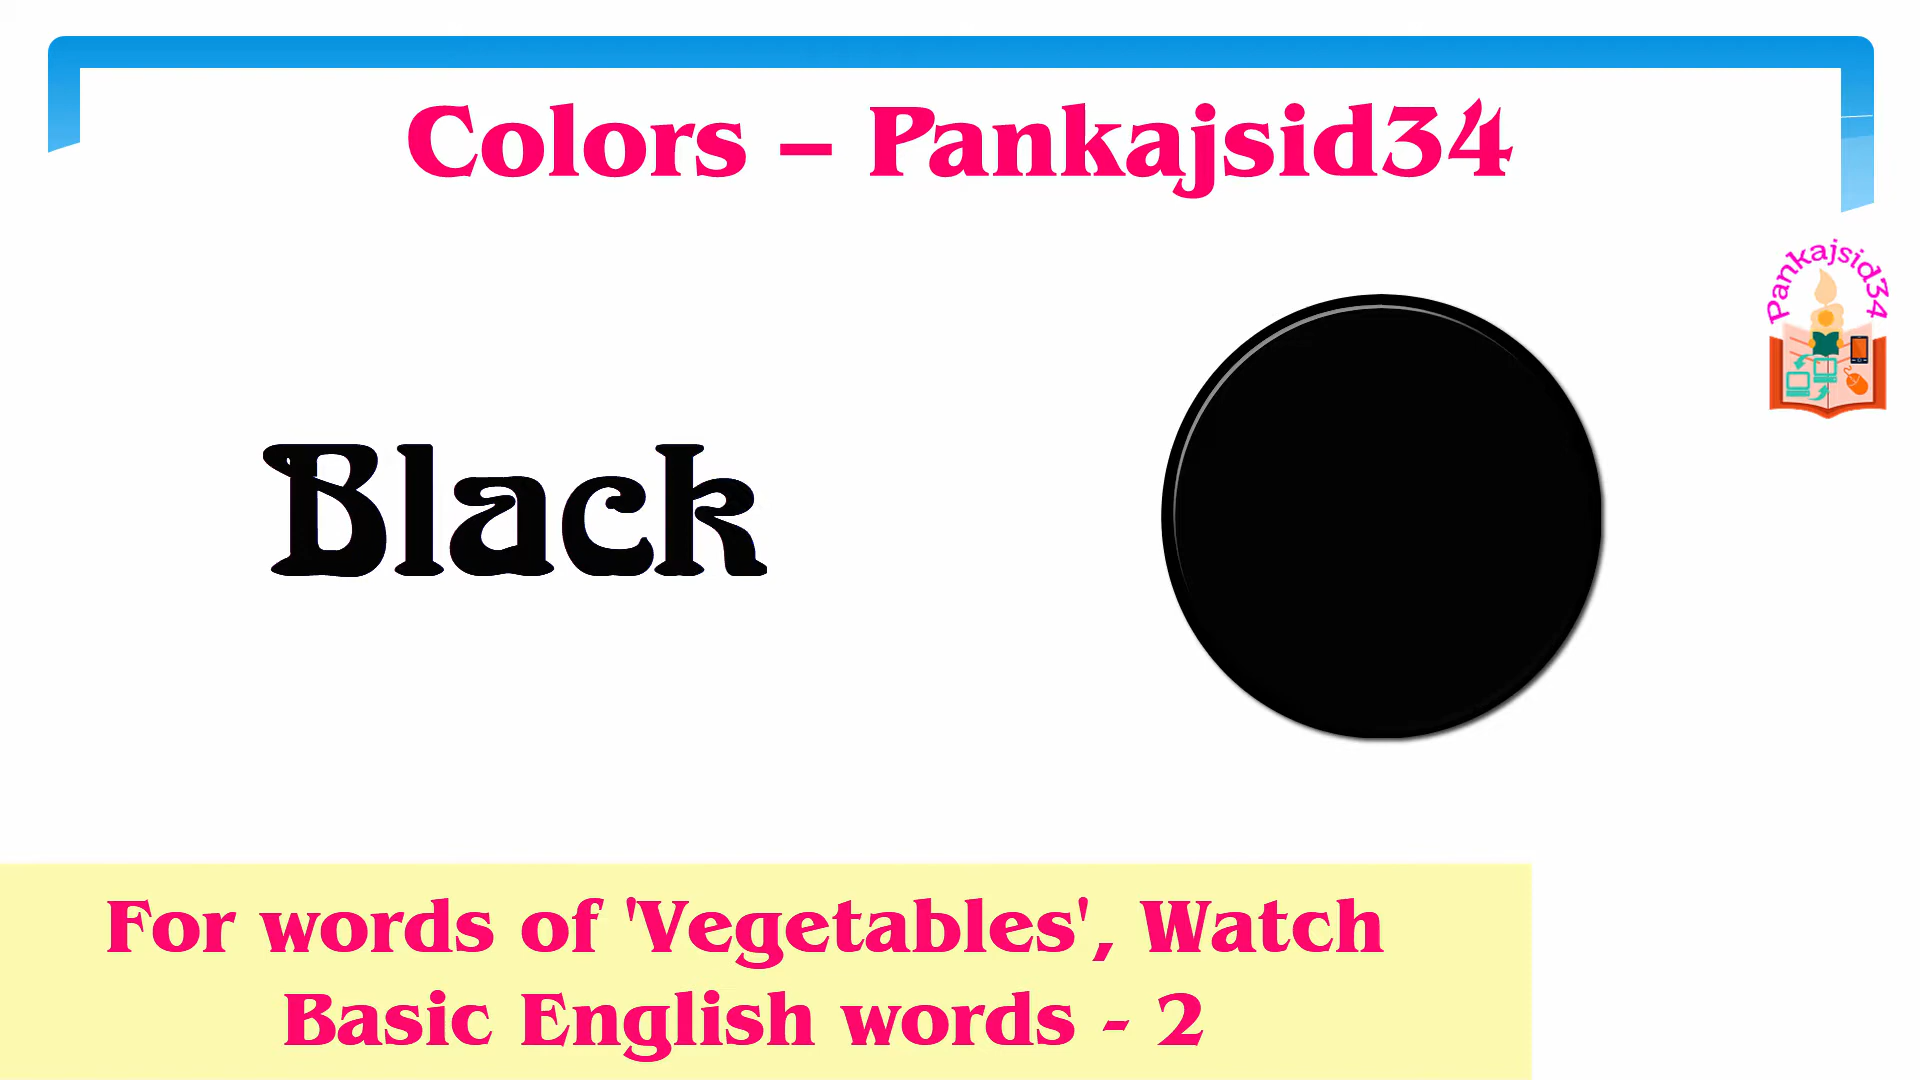 Colors – Pankajsid34
Pankajsid34
Black
For words of 'Vegetables', Watch
Basic English words - 2